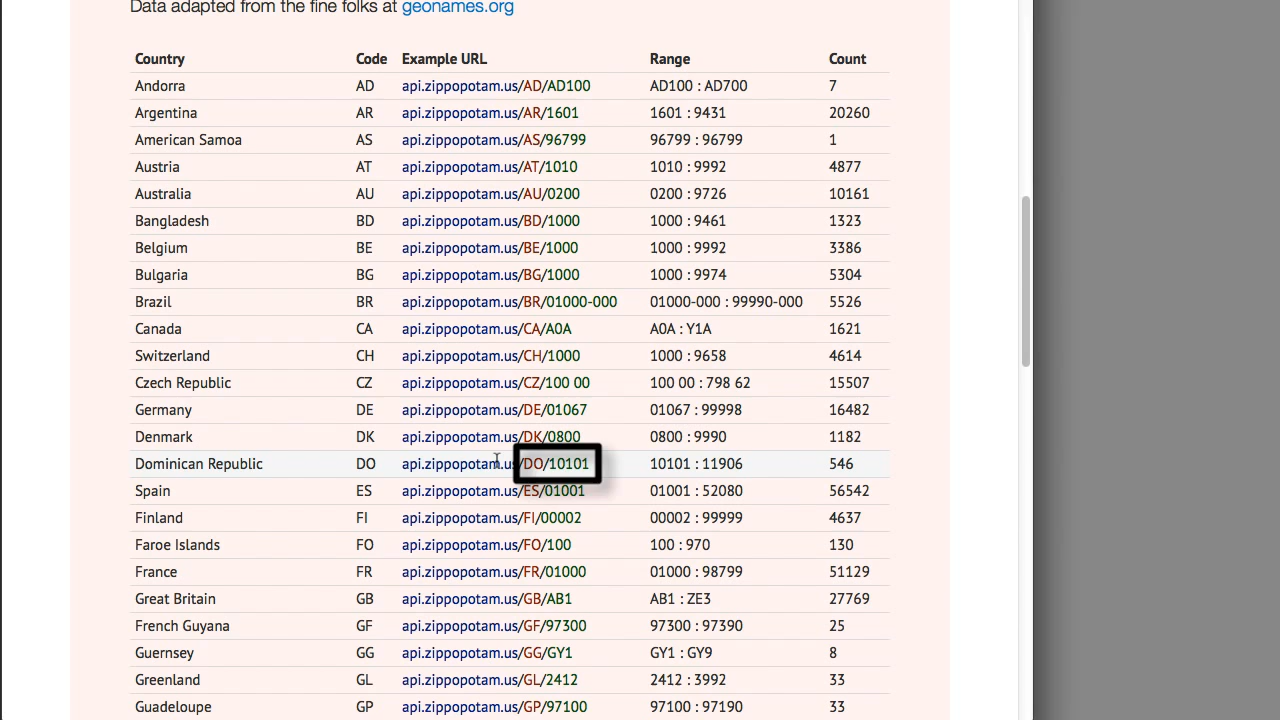 Data adapted from the fine folks at geonames.org
Country Code Example URL Range Count
Andorra AD api.zippopotam.us/AD/AD100 AD100 : AD700 7
Argentina AR api.zippopotam.us/AR/1601 1601 : 9431 20260
American Samoa AS api.zippopotam.us/AS/96799 96799 : 96799 1
Austria AT api.zippopotam.us/AT/1010 1010 : 9992 4877
Australia AU api.zippopotam.us/AU/0200 0200 : 9726 10161
Bangladesh BD api.zippopotam.us/BD/1000 1000 : 9461 1323
Belgium BE api.zippopotam.us/BE/1000 1000 : 9992 3386
Bulgaria BG api.zippopotam.us/BG/1000 1000 : 9974 5304
Brazil BR api.zippopotam.us/BR/01000-000 01000-000 : 99990-000 5526
Canada CA api.zippopotam.us/CA/A0A A0A : Y1A 1621
Switzerland CH api.zippopotam.us/CH/1000 1000 : 9658 4614
Czech Republic CZ api.zippopotam.us/CZ/100 00 100 00 : 798 62 15507
Germany DE api.zippopotam.us/DE/01067 01067 : 99998 16482
Denmark DK api.zippopotam.us/DK/0800 0800 : 9990 1182
Dominican Republic DO api.zippopotam.us/DO/10101 10101 : 11906 546
Spain ES api.zippopotam.us/ES/01001 01001 : 52080 56542
Finland FI api.zippopotam.us/FI/00002 00002 : 99999 4637
Faroe Islands FO api.zippopotam.us/FO/100 100 : 970 130
France FR api.zippopotam.us/FR/01000 01000 : 98799 51129
Great Britain GB api.zippopotam.us/GB/AB1 AB1 : ZE3 27769
French Guyana GF api.zippopotam.us/GF/97300 97300 : 97390 25
Guernsey GG api.zippopotam.us/GG/GY1 GY1 : GY9 8
Greenland GL api.zippopotam.us/GL/2412 2412 : 3992 33
Guadeloupe GP api.zippopotam.us/GP/97100 97100 : 97190 33